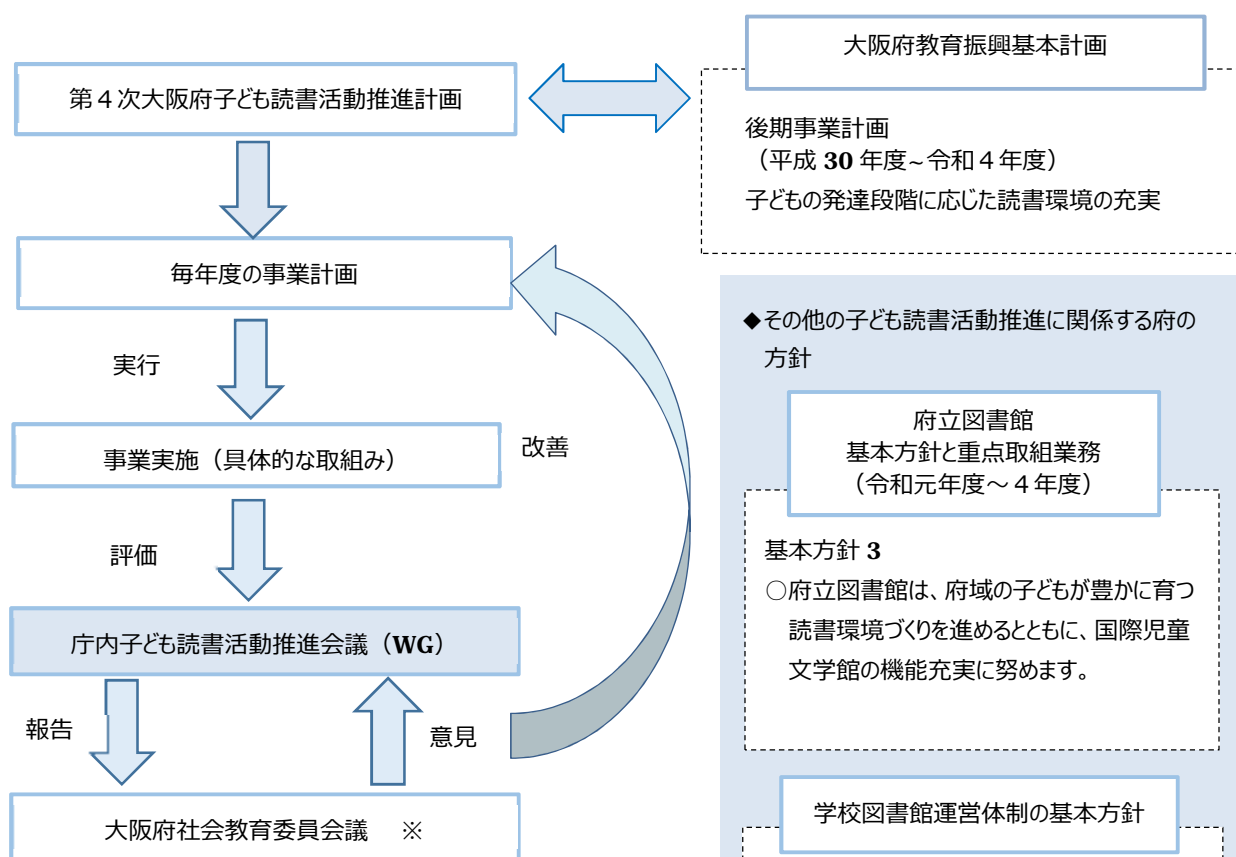 第４次大阪府子ども読書活動推進計画
毎年度の事業計画
実行
事業実施（具体的な取組み）
改善
評価
庁内子ども読書活動推進会議（WG）
報告
意見
大阪府社会教育委員会議　※
大阪府教育振興基本計画
後期事業計画
（平成 30 年度~令和４年度）
子どもの発達段階に応じた読書環境の充実
◆その他の子ども読書活動推進に関係する府の
方針
府立図書館
基本方針と重点取組業務
（令和元年度～４年度）
基本方針 3
○府立図書館は、府域の子どもが豊かに育つ
読書環境づくりを進めるとともに、国際児童
文学館の機能充実に努めます。
学校図書館運営体制の基本方針